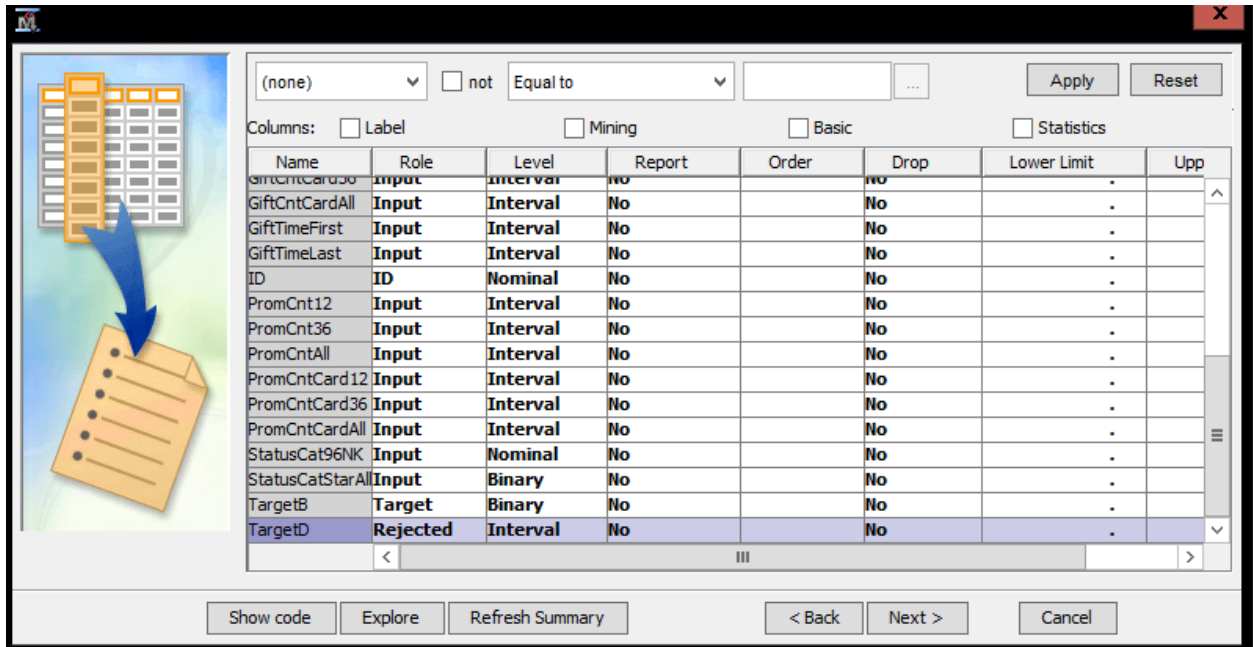 (none) not Equal to ... Apply Reset
Columns: Label Mining Basic Statistics
Name Role Level Report Order Drop Lower Limit Upp
GiftCntCard36 Input Interval No No
GiftCntCardAll Input Interval No No .
GiftTimeFirst Input Interval No No .
GiftTimeLast Input Interval No No .
ID ID Nominal No No .
PromCnt12 Input Interval No No .
PromCnt36 Input Interval No No .
PromCntAll Input Interval No No .
PromCntCard12 Input Interval No No .
PromCntCard36 Input Interval No No .
PromCntCardAll Input Interval No No .
StatusCat96NK Input Nominal No No .
StatusCatStarAll Input Binary No No .
TargetB Target Binary No No .
TargetD Rejected Interval No No .
Show code Explore Refresh Summary < Back Next > Cancel